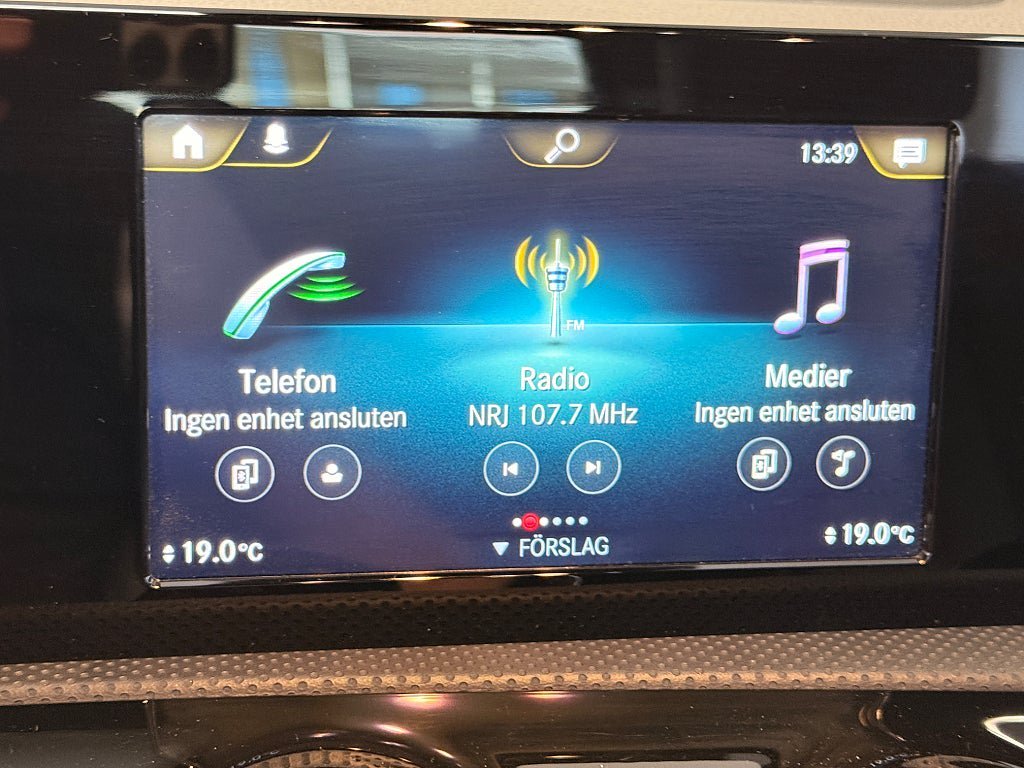 13:39
FM
Telefon
Ingen enhet ansluten
Radio
NRJ 107.7 MHz
Medier
Ingen enhet ansluten
19.0°C
FÖRSLAG
19.0°C